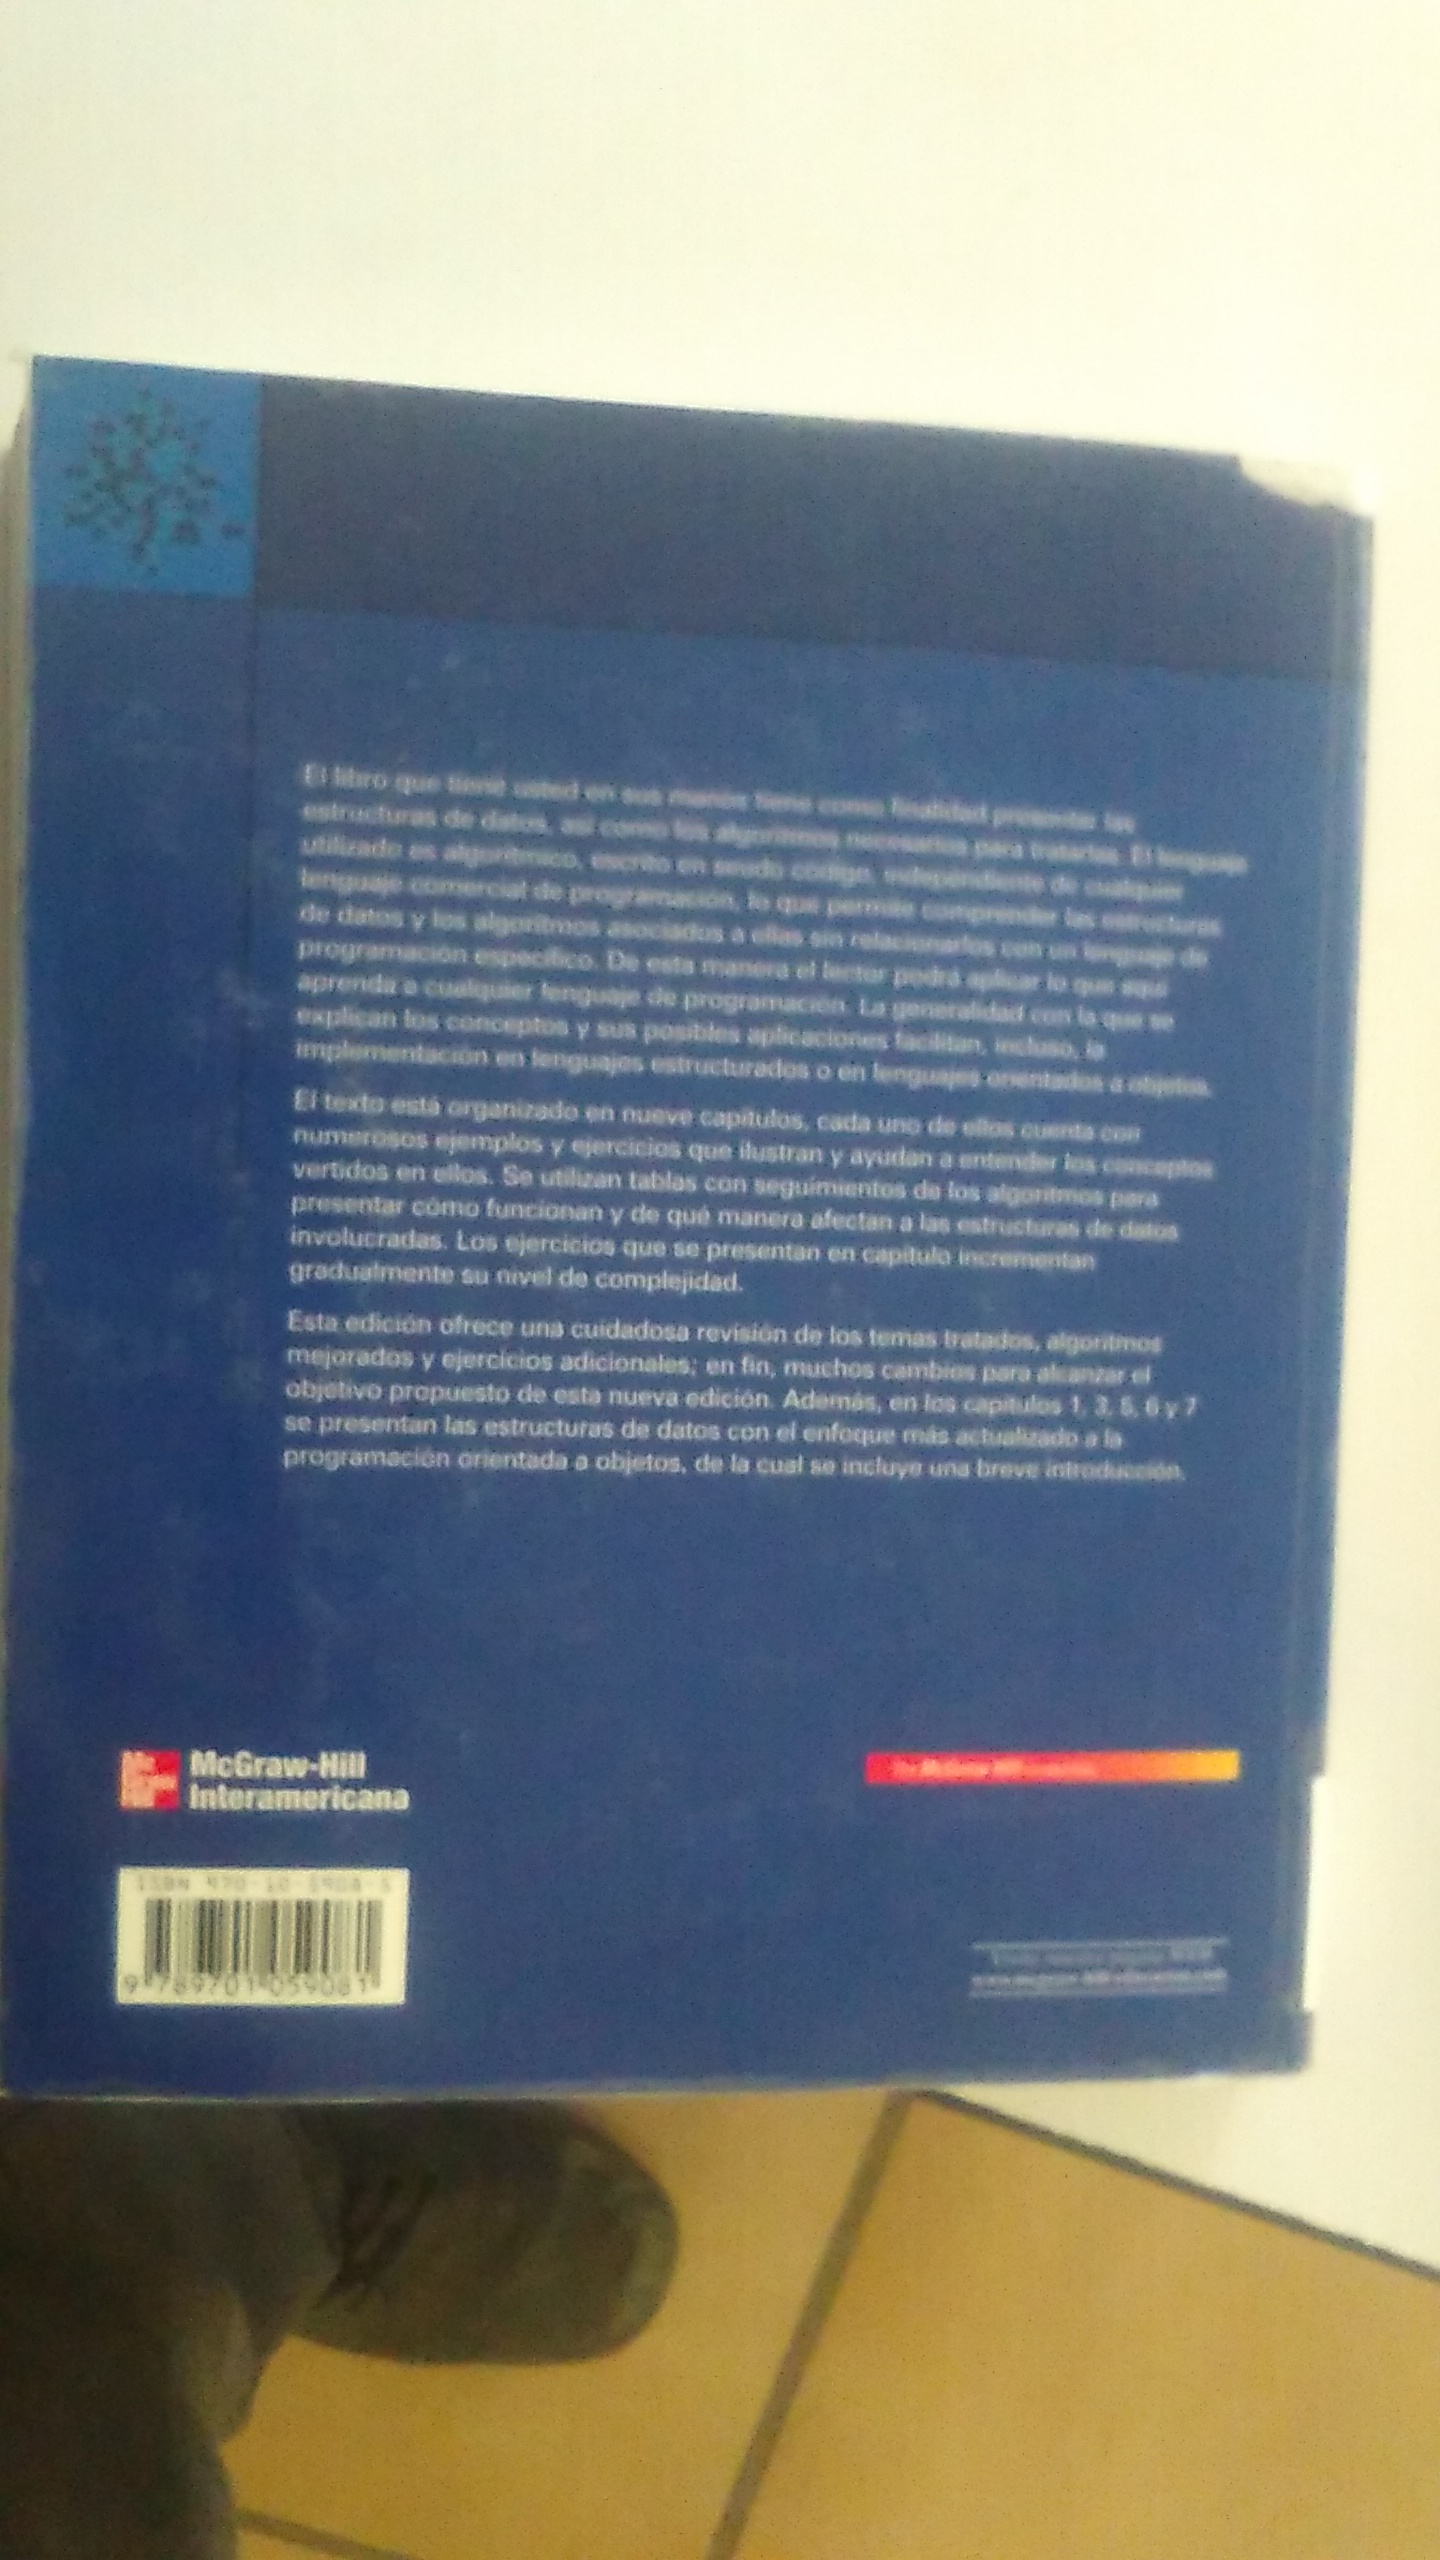 El libro que tiene usted en sus manos tiene como finalidad presentar las
estructuras de datos, así como los algoritmos necesarios para tratarlas. El lenguaje
utilizado es algorítmico, escrito en seudo código, independiente de cualquier
lenguaje comercial de programación, lo que permite comprender las estructuras
de datos y los algoritmos asociados a ellas sin relacionarlos con un lenguaje de
programación específico. De esta manera el lector podrá aplicar lo que aquí
aprenda a cualquier lenguaje de programación. La generalidad con la que se
explican los conceptos y sus posibles aplicaciones facilitan, incluso, la
implementación en lenguajes estructurados o en lenguajes orientados a objetos.
El texto está organizado en nueve capítulos, cada uno de ellos cuenta con
numerosos ejemplos y ejercicios que ilustran y ayudan a entender los conceptos
vertidos en ellos. Se utilizan tablas con seguimientos de los algoritmos para
presentar cómo funcionan y de qué manera afectan a las estructuras de datos
involucradas. Los ejercicios que se presentan en capítulo incrementan
gradualmente su nivel de complejidad.
Esta edición ofrece una cuidadosa revisión de los temas tratados, algoritmos
mejorados y ejercicios adicionales; en fin, muchos cambios para alcanzar el
objetivo propuesto de esta nueva edición. Además, en los capítulos 1, 3, 5, 6 y 7
se presentan las estructuras de datos con el enfoque más actualizado a la
programación orientada a objetos, de la cual se incluye una breve introducción.
McGraw-Hill
Interamericana
ISBN 970-10-5908-5
9 789701 059081